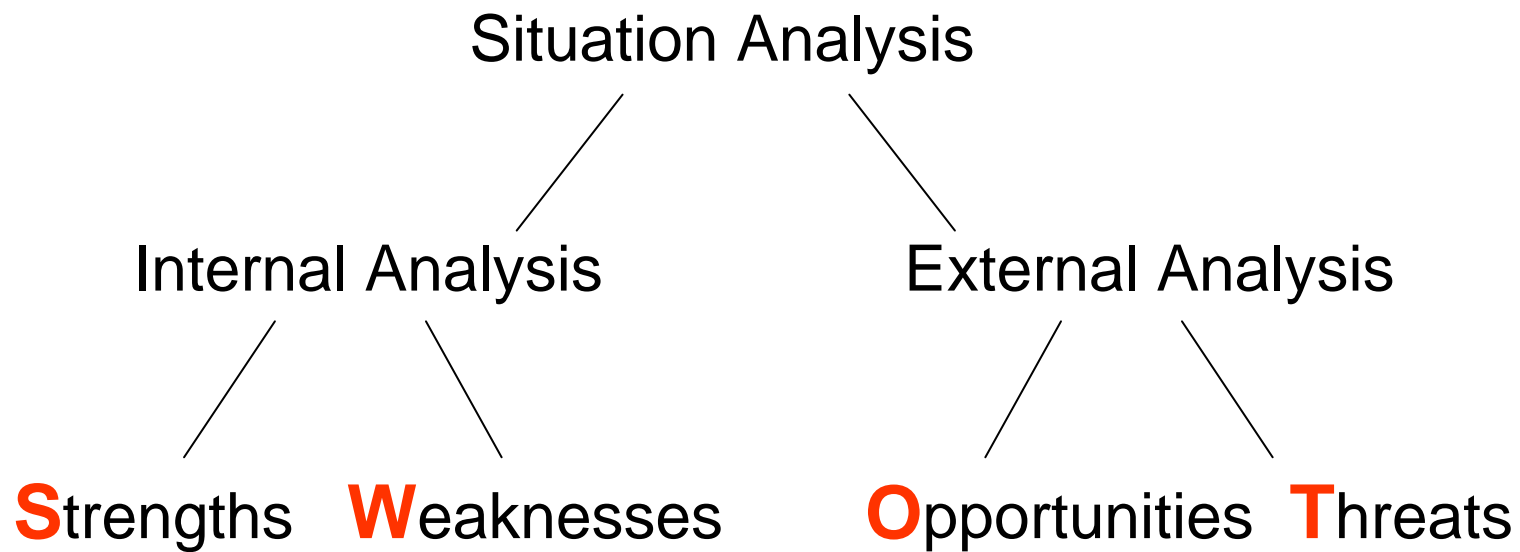 Situation Analysis
Internal Analysis External Analysis
Strengths Weaknesses Opportunities Threats